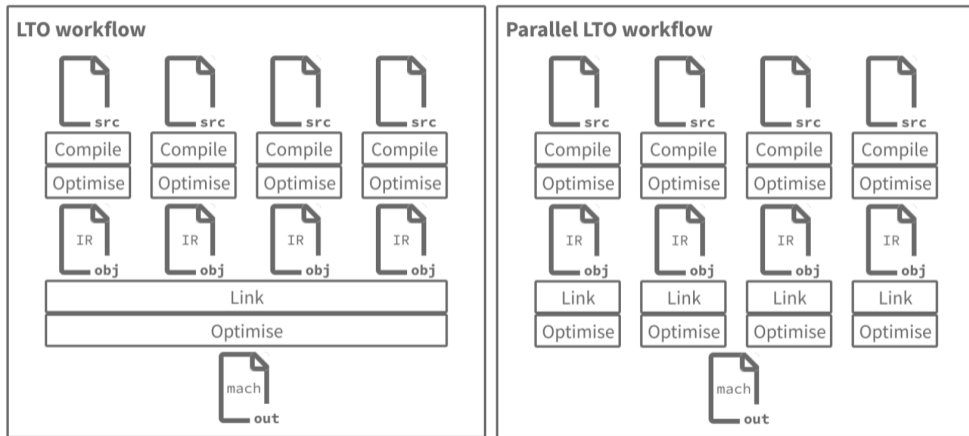 LTO workflow
src src src src
Compile Compile Compile Compile
Optimise Optimise Optimise Optimise
IR IR IR IR
obj obj obj obj
Link
Optimise
mach
out
Parallel LTO workflow
src src src src
Compile Compile Compile Compile
Optimise Optimise Optimise Optimise
IR IR IR IR
obj obj obj obj
Link Link Link Link
Optimise Optimise Optimise Optimise
mach
out